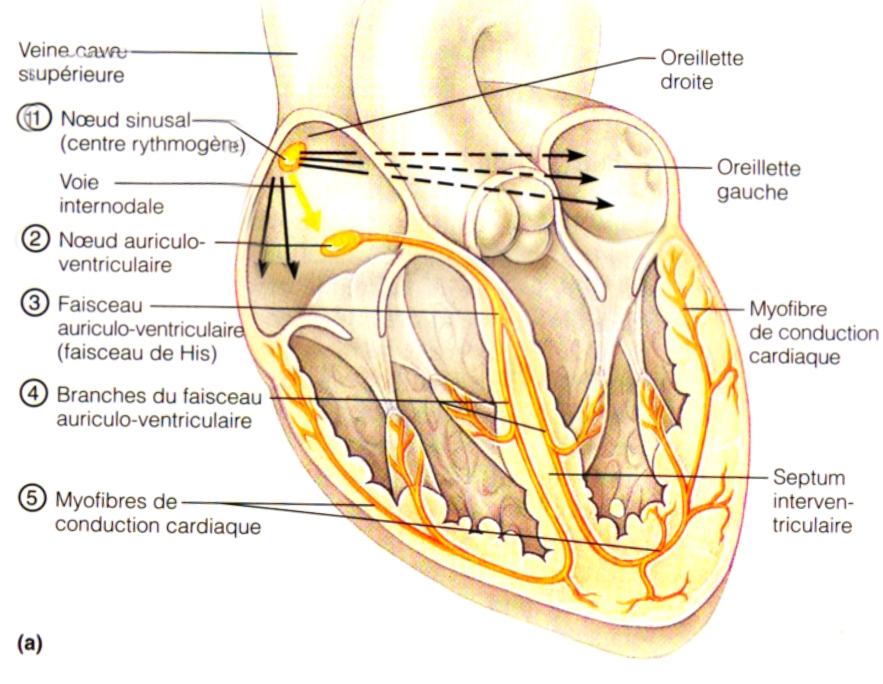 Veine cave
supérieure
Oreillette
droite
1 Nœud sinusal
(centre rythmogène)
Voie
internodale
Oreillette
gauche
2 Nœud auriculo-
ventriculaire
3 Faisceau
auriculo-ventriculaire
(faisceau de His)
Myofibre
de conduction
cardiaque
4 Branches du faisceau
auriculo-ventriculaire
5 Myofibres de
conduction cardiaque
Septum
interven-
triculaire
(a)